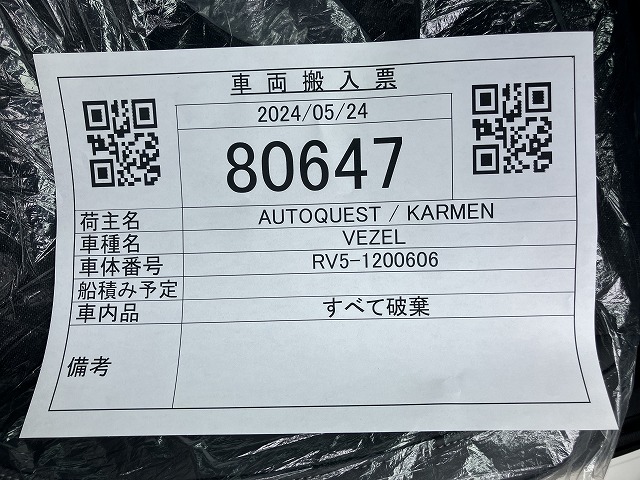 車両搬入票
2024/05/24
80647
荷主名 AUTOQUEST / KARMEN
車種名 VEZEL
車体番号 RV5-1200606
船積み予定
車内品 すべて破棄
備考